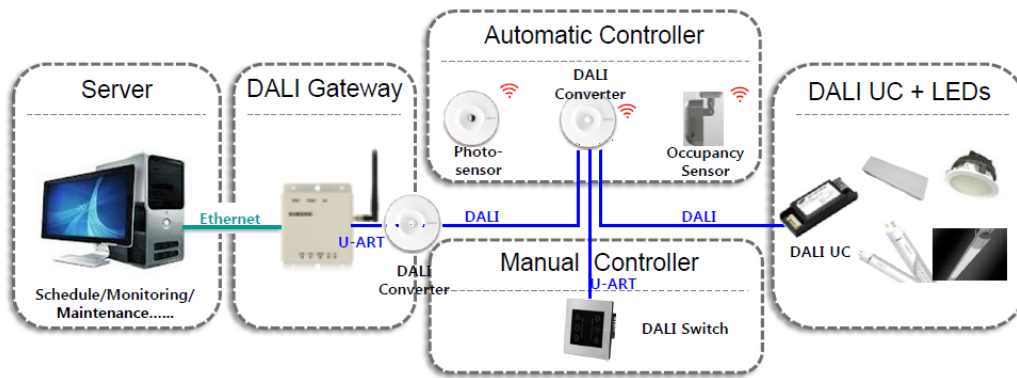 Server
Ethernet
Schedule/Monitoring/
Maintenance......
DALI Gateway
SAMSUNG
U-ART
DALI
Converter
DALI
Automatic Controller
Photo-
sensor
DALI
Converter
Occupancy
Sensor
DALI
Manual Controller
U-ART
DALI Switch
DALI UC + LEDs
DALI UC